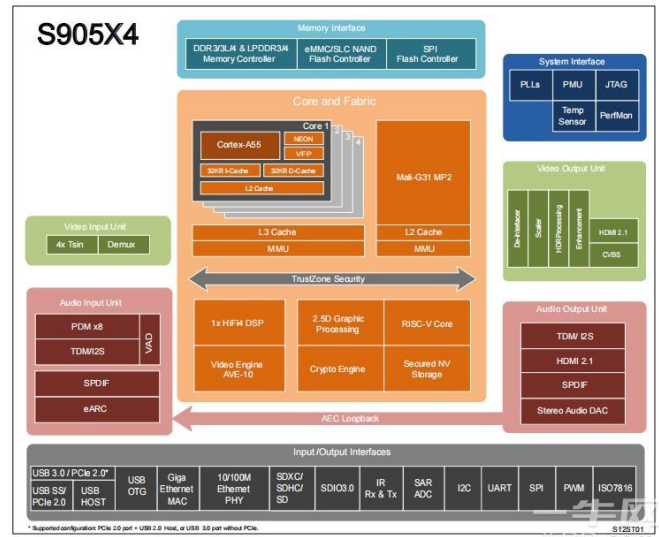 S905X4
Memory Interface
DDR3/3L/4 & LPDDR3/4
Memory Controller
eMMC/SLC NAND
Flash Controller
SPI
Flash Controller
System Interface
PLLs
PMU
JTAG
Temp
Sensor
PerfMon
Core and Fabric
Core 1
2
3
4
Cortex-A55
NEON
VFP
32KB I-Cache
32KB D-Cache
L2 Cache
L3 Cache
MMU
Mali-G31 MP2
L2 Cache
MMU
TrustZone Security
1x HiFi4 DSP
2.5D Graphic
Processing
RISC-V Core
Video Engine
AVE-10
Crypto Engine
Secured NV
Storage
Video Input Unit
4x Tsin
Demux
Video Output Unit
De-interlacer
Scaler
HDR Processing
Enhancement
HDMI 2.1
CVBS
Audio Input Unit
PDM x8
TDM/I2S
VAD
SPDIF
eARC
Audio Output Unit
TDM/ I2S
HDMI 2.1
SPDIF
Stereo Audio DAC
AEC Loopback
Input/Output Interfaces
USB 3.0 / PCIe 2.0*
USB SS/
PCIe 2.0
USB
HOST
USB
OTG
Giga
Ethernet
MAC
10/100M
Ethernet
PHY
SDXC/
SDHC/
SD
SDIO3.0
IR
Rx & Tx
SAR
ADC
I2C
UART
SPI
PWM
ISO7816
* Supported configuration: PCIe 2.0 port + USB 2.0 Host, or USB 3.0 port without PCIe.
S12ST01
一牛网